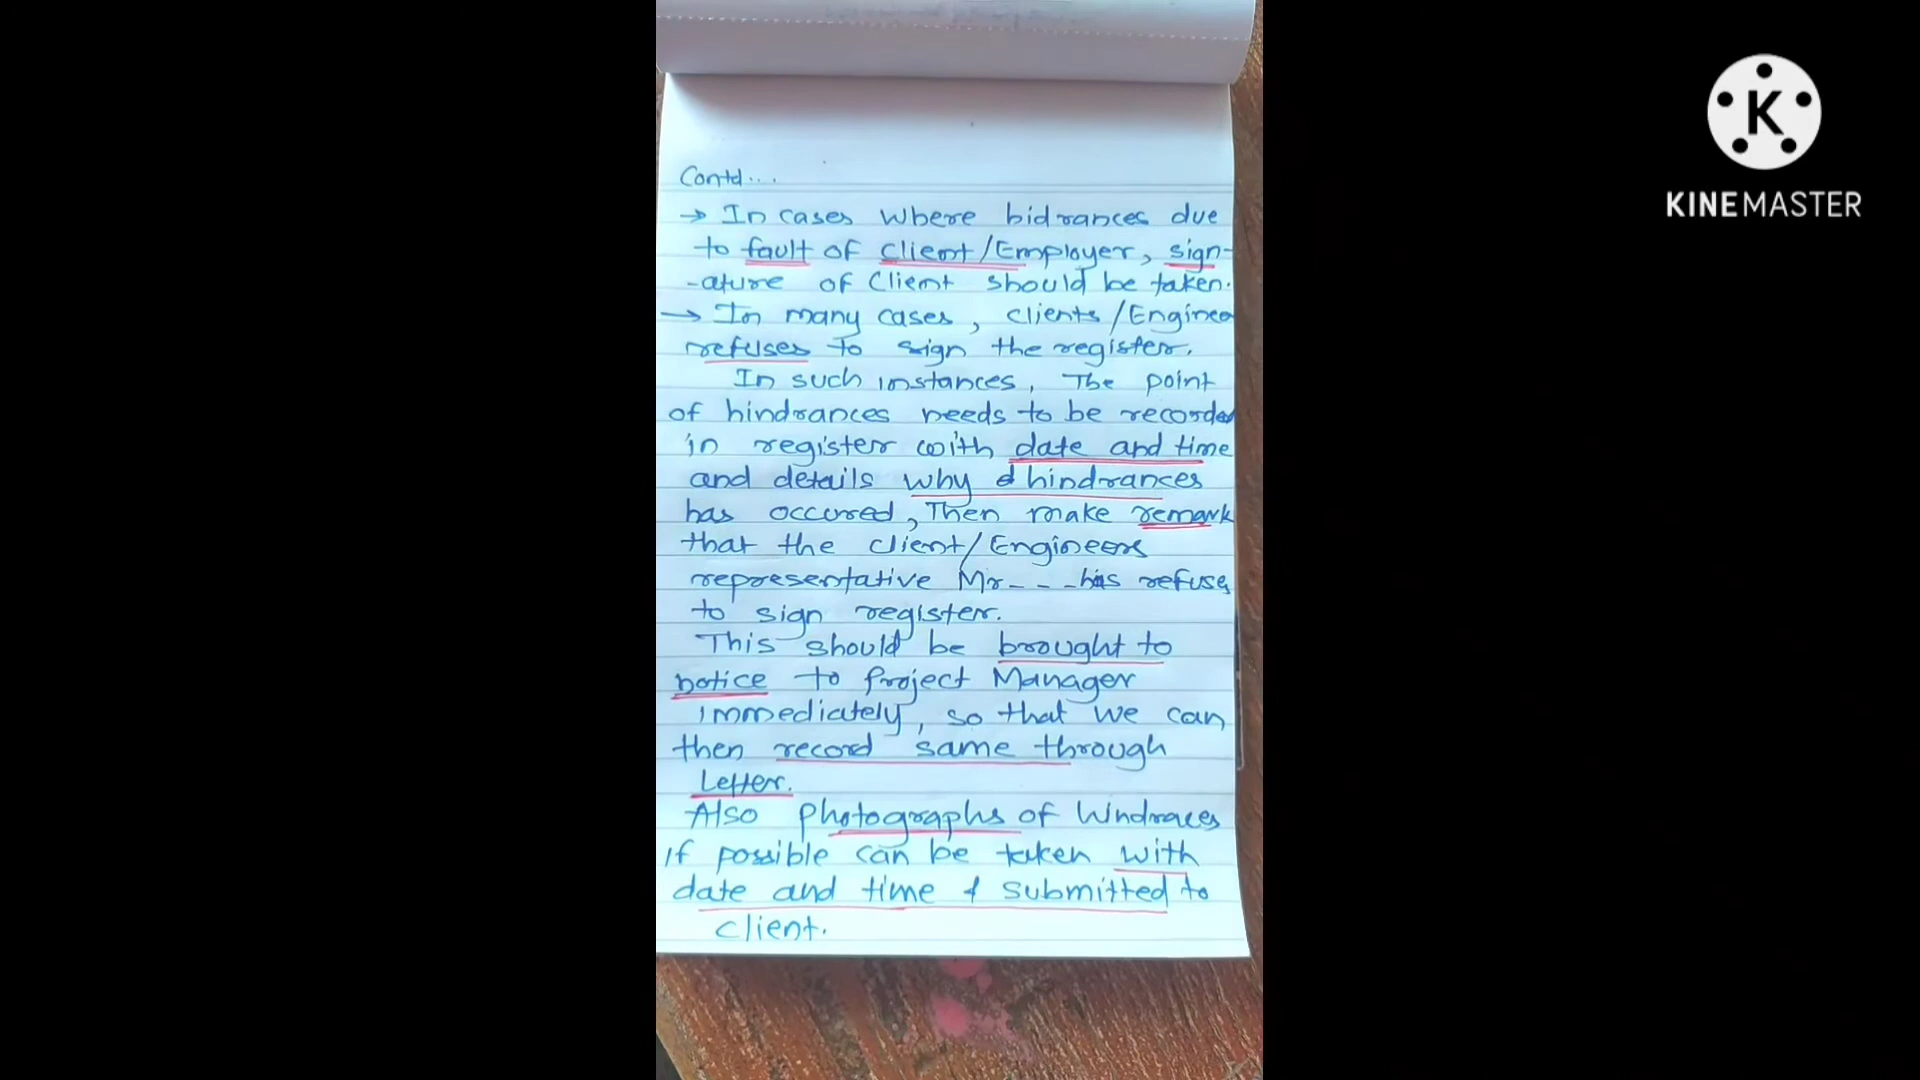 Contd...
→ In cases where hidrances due
to fault of client/Employer, sign-
-ature of Client should be taken.
→ In many cases, clients/Enginee
refuses to sign the register.
In such instances, The point
of hindrances needs to be recorded
in register with date and time
and details why hindrances
has occured, Then make remark
that the client/Engineers
representative Mr--- has refuse
to sign register.
This should be brought to
notice to Project Manager
immediately, so that we can
then record same through
Letter.
Also photographs of
if possible can be taken with
date and time & submitted to
client.
K
KINEMASTER